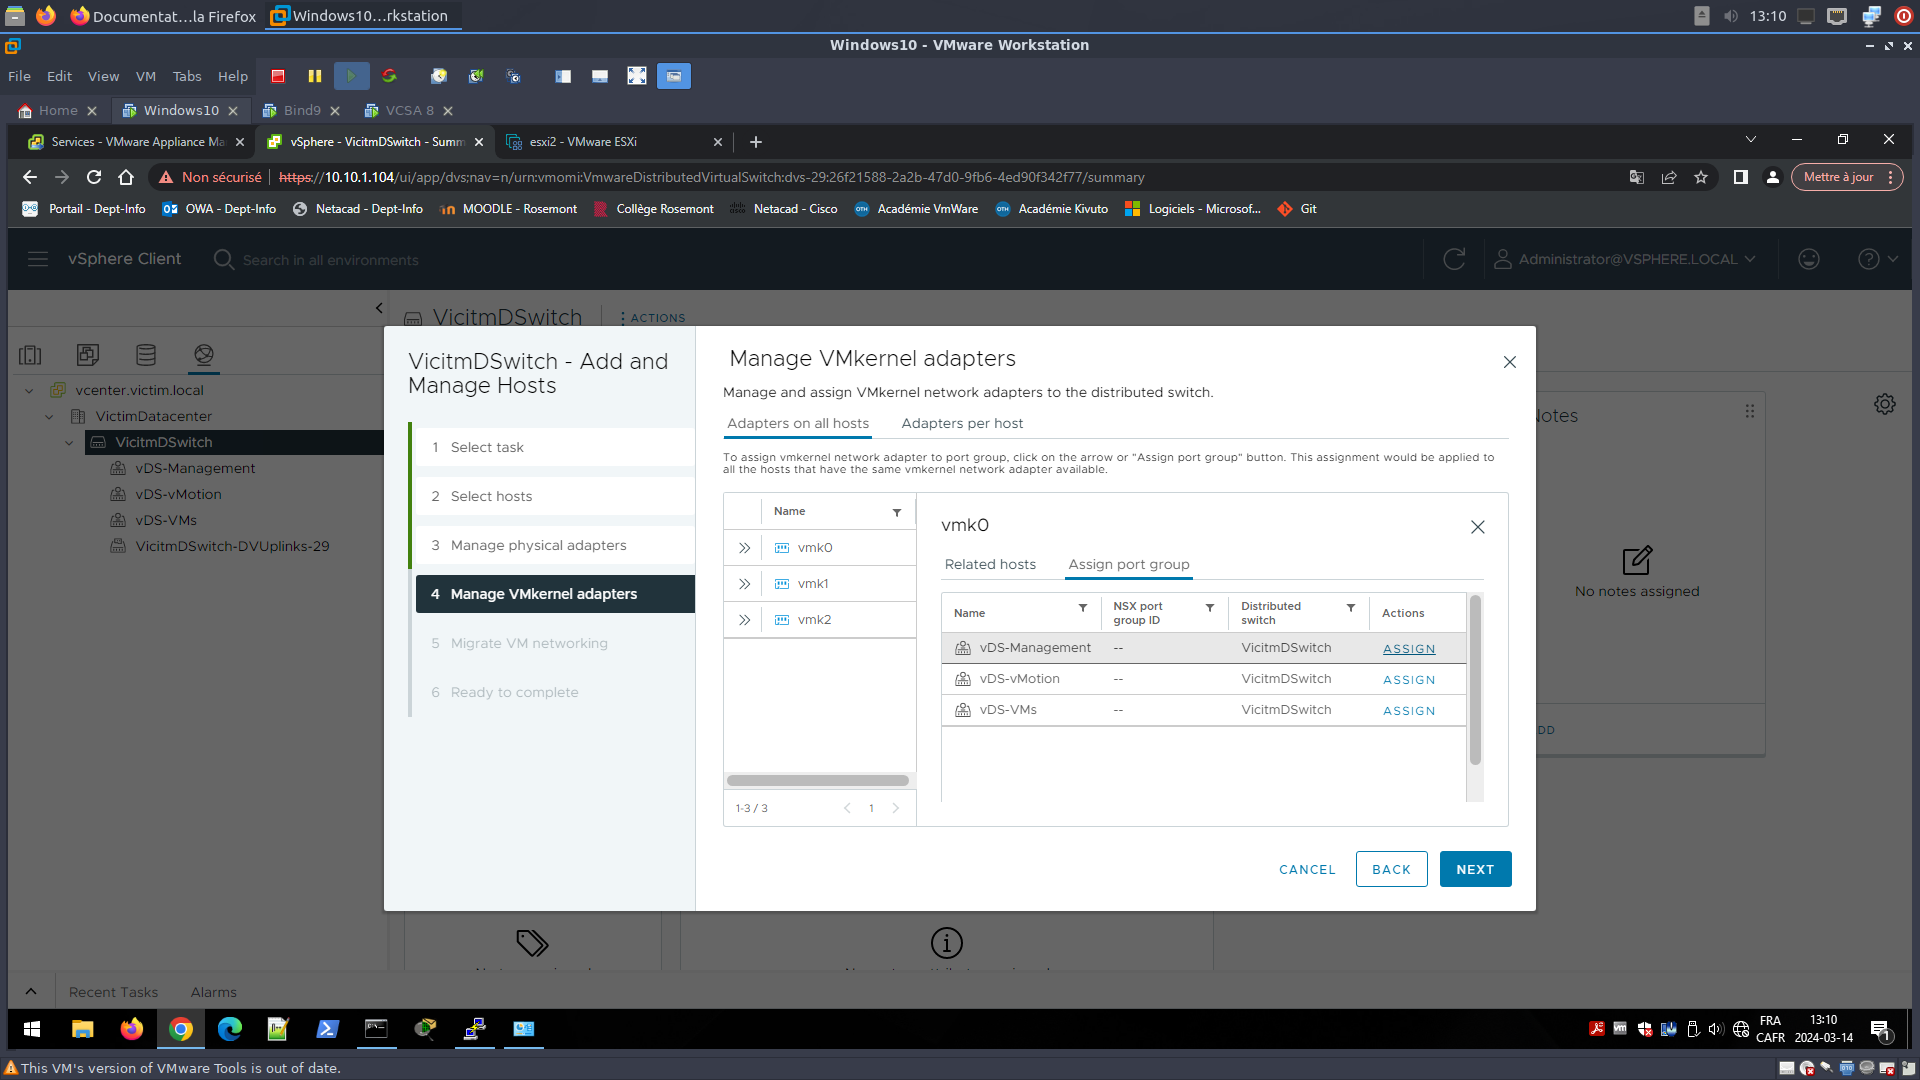 Documentat...la Firefox
Windows10...rkstation
13:10
Windows10 - VMware Workstation
File Edit View VM Tabs Help
Home
Windows10
Bind9
VCSA 8
Services - VMware Appliance Ma
vSphere - VicitmDSwitch - Summ
esxi2 - VMware ESXi
Non sécurisé
https://10.10.1.104/ui/app/dvs;nav=n/urn:vmomi:VmwareDistributedVirtualSwitch:dvs-29:26f21588-2a2b-47d0-9fb6-4ed90f342f77/summary
Mettre à jour
Portail - Dept-Info
OWA - Dept-Info
Netacad - Dept-Info
MOODLE - Rosemont
Collège Rosemont
Netacad - Cisco
Académie VmWare
Académie Kivuto
Logiciels - Microsof...
Git
vSphere Client
Search in all environments
Administrator@VSPHERE.LOCAL
VicitmDSwitch
ACTIONS
vcenter.victim.local
VictimDatacenter
VicitmDSwitch
vDS-Management
vDS-vMotion
vDS-VMs
VicitmDSwitch-DVUplinks-29
VicitmDSwitch - Add and
Manage Hosts
1 Select task
2 Select hosts
3 Manage physical adapters
4 Manage VMkernel adapters
5 Migrate VM networking
6 Ready to complete
Manage VMkernel adapters
Manage and assign VMkernel network adapters to the distributed switch.
Adapters on all hosts
Adapters per host
To assign vmkernel network adapter to port group, click on the arrow or "Assign port group" button. This assignment would be applied to
all the hosts that have the same vmkernel network adapter available.
Name
vmk0
vmk1
vmk2
1-3 / 3
1
vmk0
Related hosts
Assign port group
Name
NSX port
group ID
Distributed
switch
Actions
vDS-Management -- VicitmDSwitch ASSIGN
vDS-vMotion -- VicitmDSwitch ASSIGN
vDS-VMs -- VicitmDSwitch ASSIGN
CANCEL
BACK
NEXT
Notes
No notes assigned
DD
Recent Tasks
Alarms
FRA
CAFR
13:10
2024-03-14
1
This VM's version of VMware Tools is out of date.